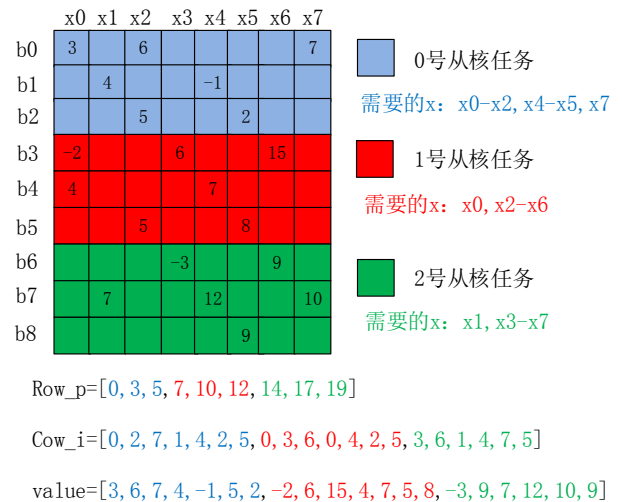 x0 x1 x2 x3 x4 x5 x6 x7
b0 3 6 7
b1 4 -1
b2 5 2
b3 -2 6 15
b4 4 7
b5 5 8
b6 -3 9
b7 7 12 10
b8 9
0号从核任务
需要的x: x0-x2,x4-x5,x7
1号从核任务
需要的x: x0,x2-x6
2号从核任务
需要的x: x1,x3-x7
Row_p=[0,3,5,7,10,12,14,17,19]
Cow_i=[0,2,7,1,4,2,5,0,3,6,0,4,2,5,3,6,1,4,7,5]
value=[3,6,7,4,-1,5,2,-2,6,15,4,7,5,8,-3,9,7,12,10,9]